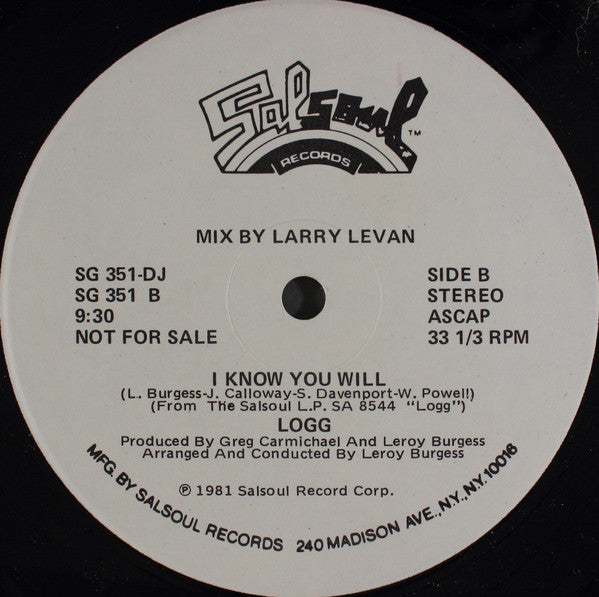 Salsoul ™
RECORDS
MIX BY LARRY LEVAN
SG 351-DJ
SG 351 B
9:30
NOT FOR SALE
SIDE B
STEREO
ASCAP
33 1/3 RPM
I KNOW YOU WILL
(L. Burgess-J. Calloway-S. Davenport-W. Powel!)
(From The Salsoul L.P. SA 8544 "Logg")
LOGG
Produced By Greg Carmichael And Leroy Burgess
Arranged And Conducted By Leroy Burgess
℗ 1981 Salsoul Record Corp.
MFG. BY SALSOUL RECORDS 240 MADISON AVE., N.Y., N.Y. 10016